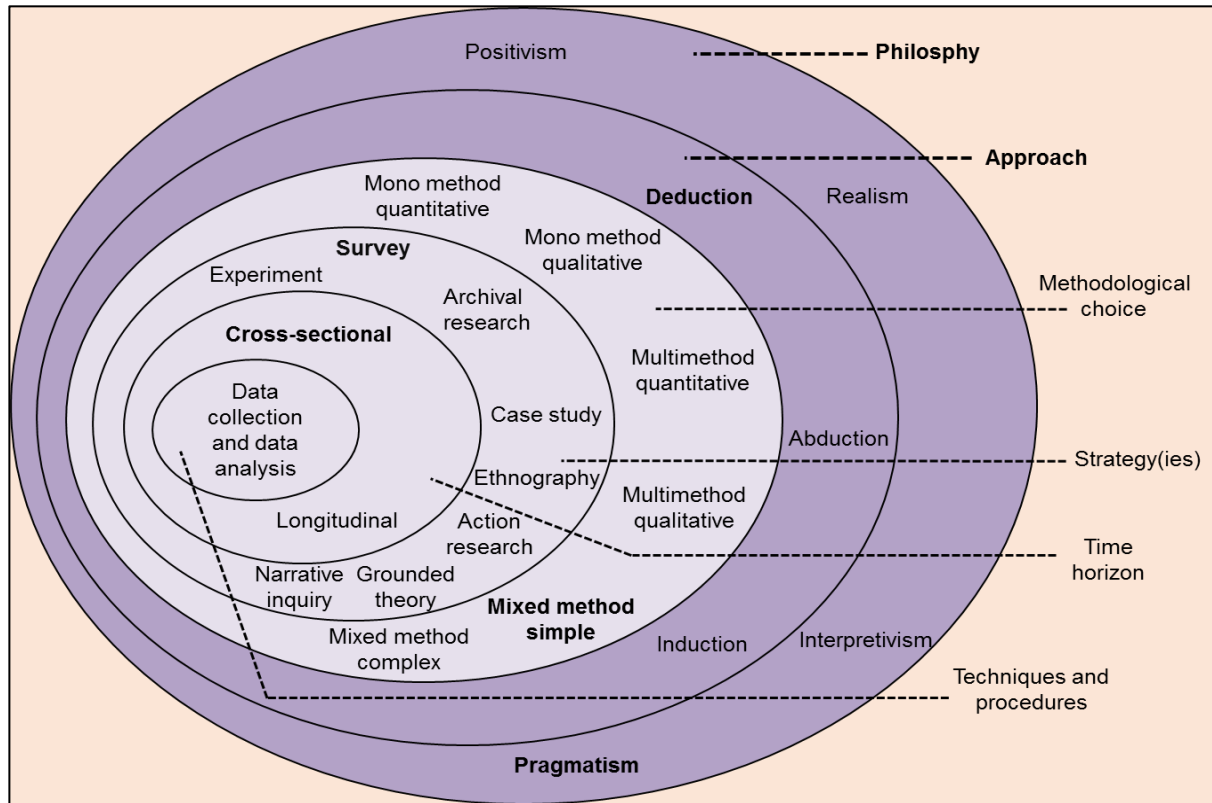 Positivism
Philosphy
Approach
Mono method
quantitative
Deduction
Realism
Mono method
qualitative
Survey
Experiment
Archival
research
Methodological
choice
Cross-sectional
Multimethod
quantitative
Data
collection
and data
analysis
Case study
Abduction
Strategy(ies)
Ethnography
Multimethod
qualitative
Longitudinal
Action
research
Time
horizon
Narrative
inquiry
Grounded
theory
Mixed method
simple
Mixed method
complex
Induction
Interpretivism
Techniques and
procedures
Pragmatism